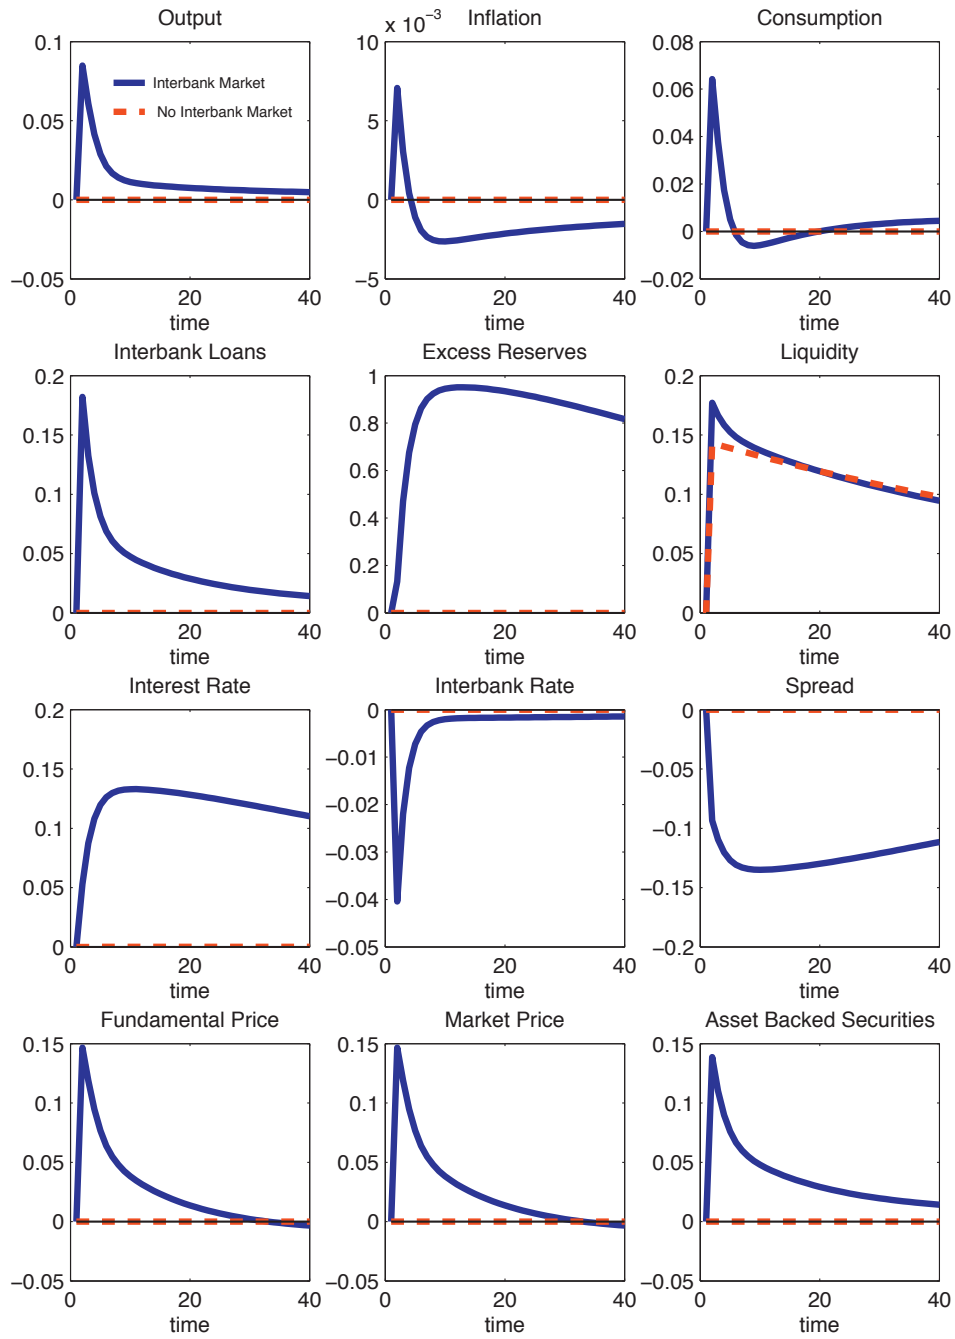 Output
0.1
0.05
0
−0.05
0 20 40
time
Interbank Market
No Interbank Market
x 10⁻³ Inflation
10
5
0
−5
0 20 40
time
Consumption
0.08
0.06
0.04
0.02
0
−0.02
0 20 40
time
Interbank Loans
0.2
0.15
0.1
0.05
0
0 20 40
time
Excess Reserves
1
0.8
0.6
0.4
0.2
0
0 20 40
time
Liquidity
0.2
0.15
0.1
0.05
0
0 20 40
time
Interest Rate
0.2
0.15
0.1
0.05
0
0 20 40
time
Interbank Rate
0
−0.01
−0.02
−0.03
−0.04
−0.05
0 20 40
time
Spread
0
−0.05
−0.1
−0.15
−0.2
0 20 40
time
Fundamental Price
0.15
0.1
0.05
0
−0.05
0 20 40
time
Market Price
0.15
0.1
0.05
0
−0.05
0 20 40
time
Asset Backed Securities
0.15
0.1
0.05
0
−0.05
0 20 40
time